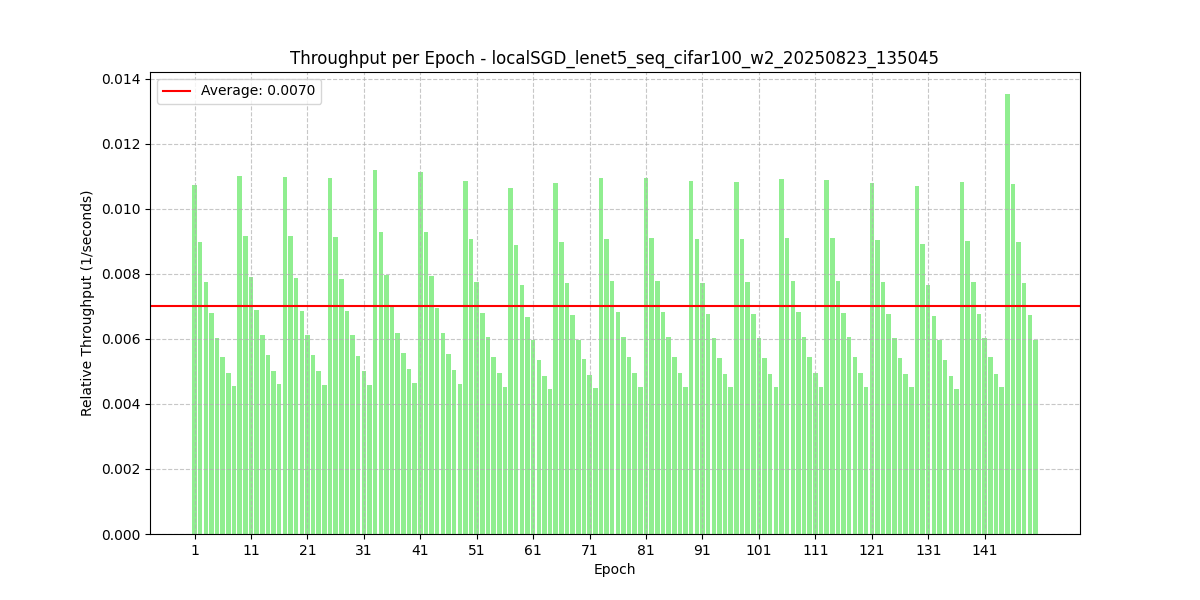 Throughput per Epoch - localSGD_lenet5_seq_cifar100_w2_20250823_135045
Average: 0.0070
Relative Throughput (1/seconds)
0.014
0.012
0.010
0.008
0.006
0.004
0.002
0.000
1 11 21 31 41 51 61 71 81 91 101 111 121 131 141
Epoch